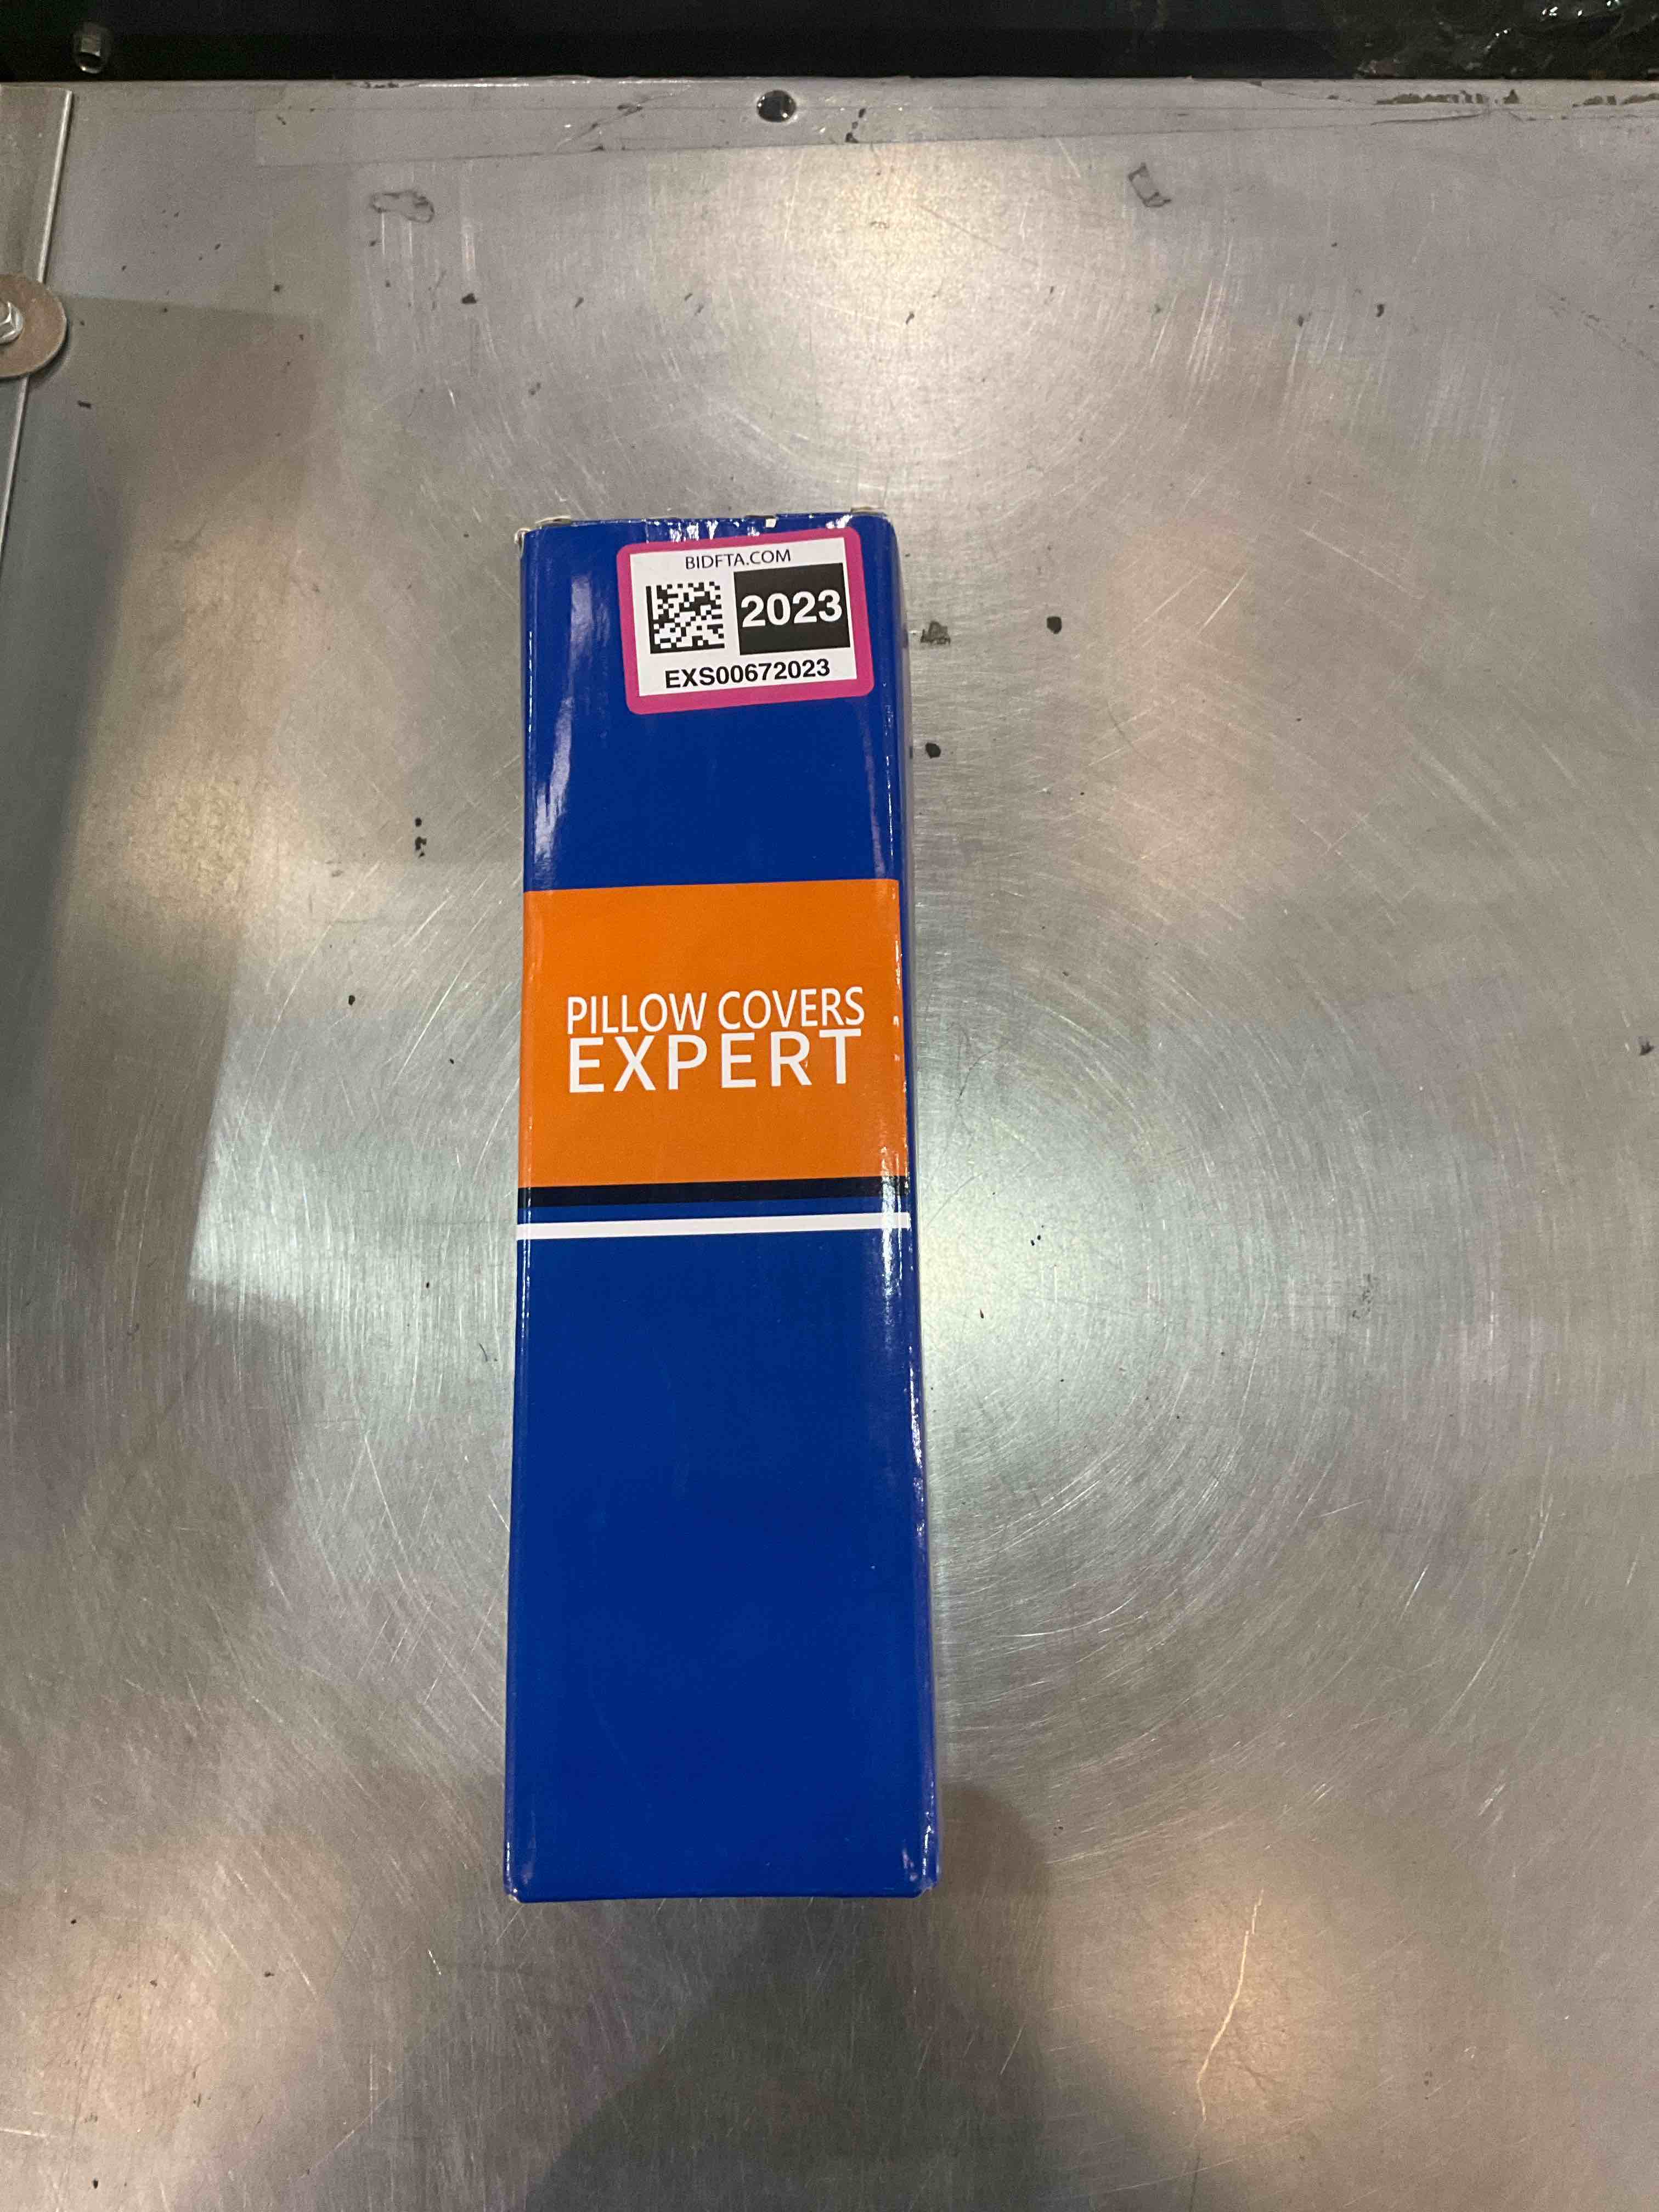 BIDFTA.COM
2023
EXS00672023
PILLOW COVERS
EXPERT